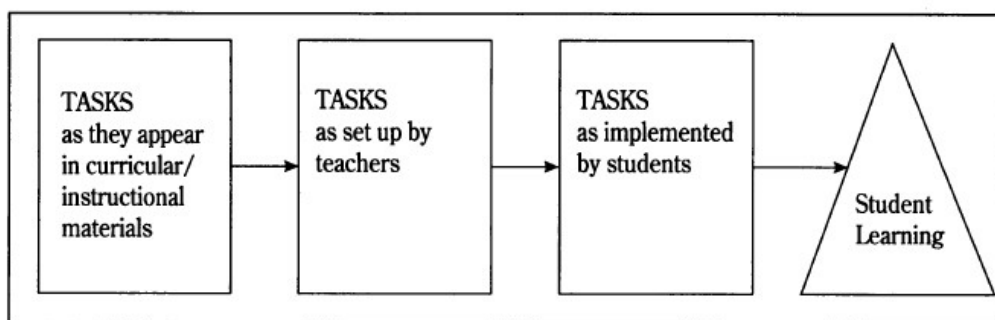 TASKS
as they appear
in curricular/
instructional
materials
TASKS
as set up by
teachers
TASKS
as implemented
by students
Student
Learning